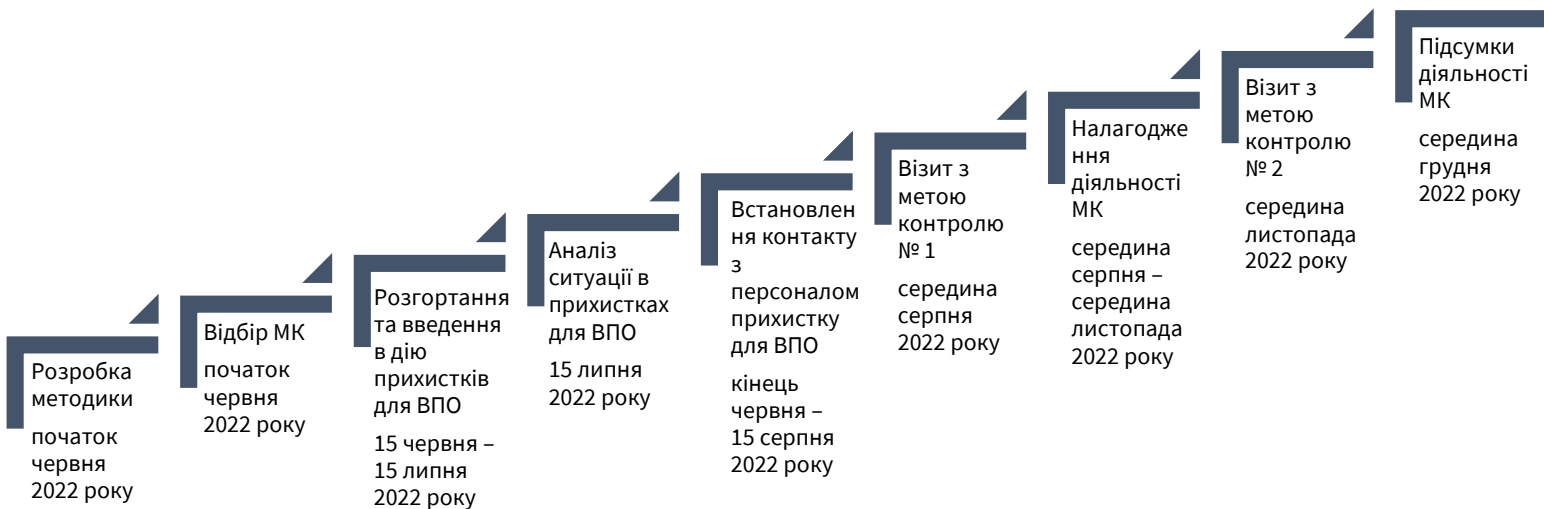 Розробка
методики
початок
червня
2022 року
Відбір МК
початок
червня
2022 року
Розгортання
та введення
в дію
прихистків
для ВПО
15 червня –
15 липня
2022 року
Аналіз
ситуації в
прихистках
для ВПО
15 липня
2022 року
Встановлен
ня контакту
з
персоналом
прихистку
для ВПО
кінець
червня –
15 серпня
2022 року
Візит з
метою
контролю
№ 1
середина
серпня
2022 року
Налагодже
ння
діяльності
МК
середина
серпня –
середина
листопада
2022 року
Візит з
метою
контролю
№ 2
середина
листопада
2022 року
Підсумки
діяльності
МК
середина
грудня
2022 року